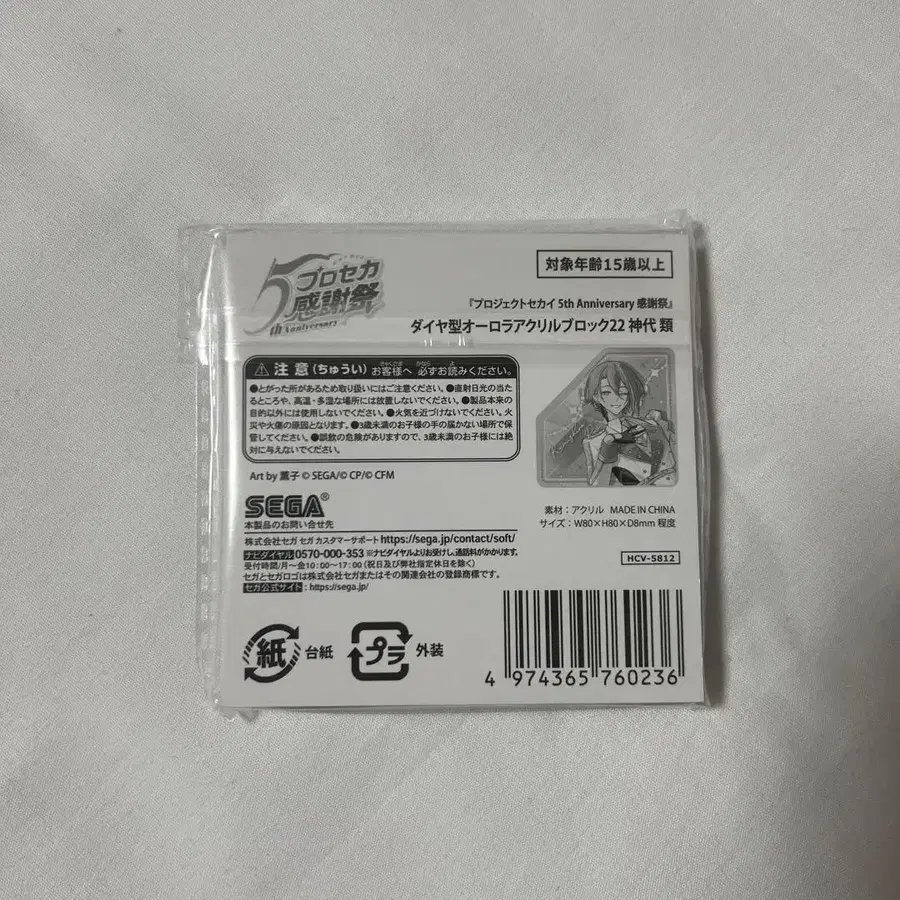 5
th Anniversary
プロセカ
感謝祭
対象年齢15歳以上
『プロジェクトセカイ 5th Anniversary 感謝祭』
ダイヤ型オーロラアクリルブロック22 神代 類
注意(ちゅうい) お客様へ 必ずお読みください。
●とがった所があるため取り扱いにはご注意ください。●直射日光の当た
るところや、高温・多湿な場所には放置しないでください。●製品本来の
目的以外には使用しないでください。●火気を近づけないでください。火
災や火傷の原因となります。●3歳未満のお子様の手の届かない場所で保
管してください。●誤飲の危険がありますので、3歳未満のお子様には絶
対に与えないでください。
Art by 薫子 © SEGA/© CP/© CFM
素材：アクリル MADE IN CHINA
サイズ：W80×H80×D8mm 程度
HCV-5812
SEGA®
本製品のお問い合せ先
株式会社セガ セガ カスタマーサポート https://sega.jp/contact/soft/
ナビダイヤル 0570-000-353 ※ナビダイヤルよりお受けし、通話料がかかります。
受付時間/月～金10：00～17：00（祝日及び弊社指定休日を除く）
セガとセガロゴは株式会社セガまたはその関連会社の登録商標です。
セガ公式サイト：https://sega.jp/
紙 台紙
プラ 外装
4 974365 760236